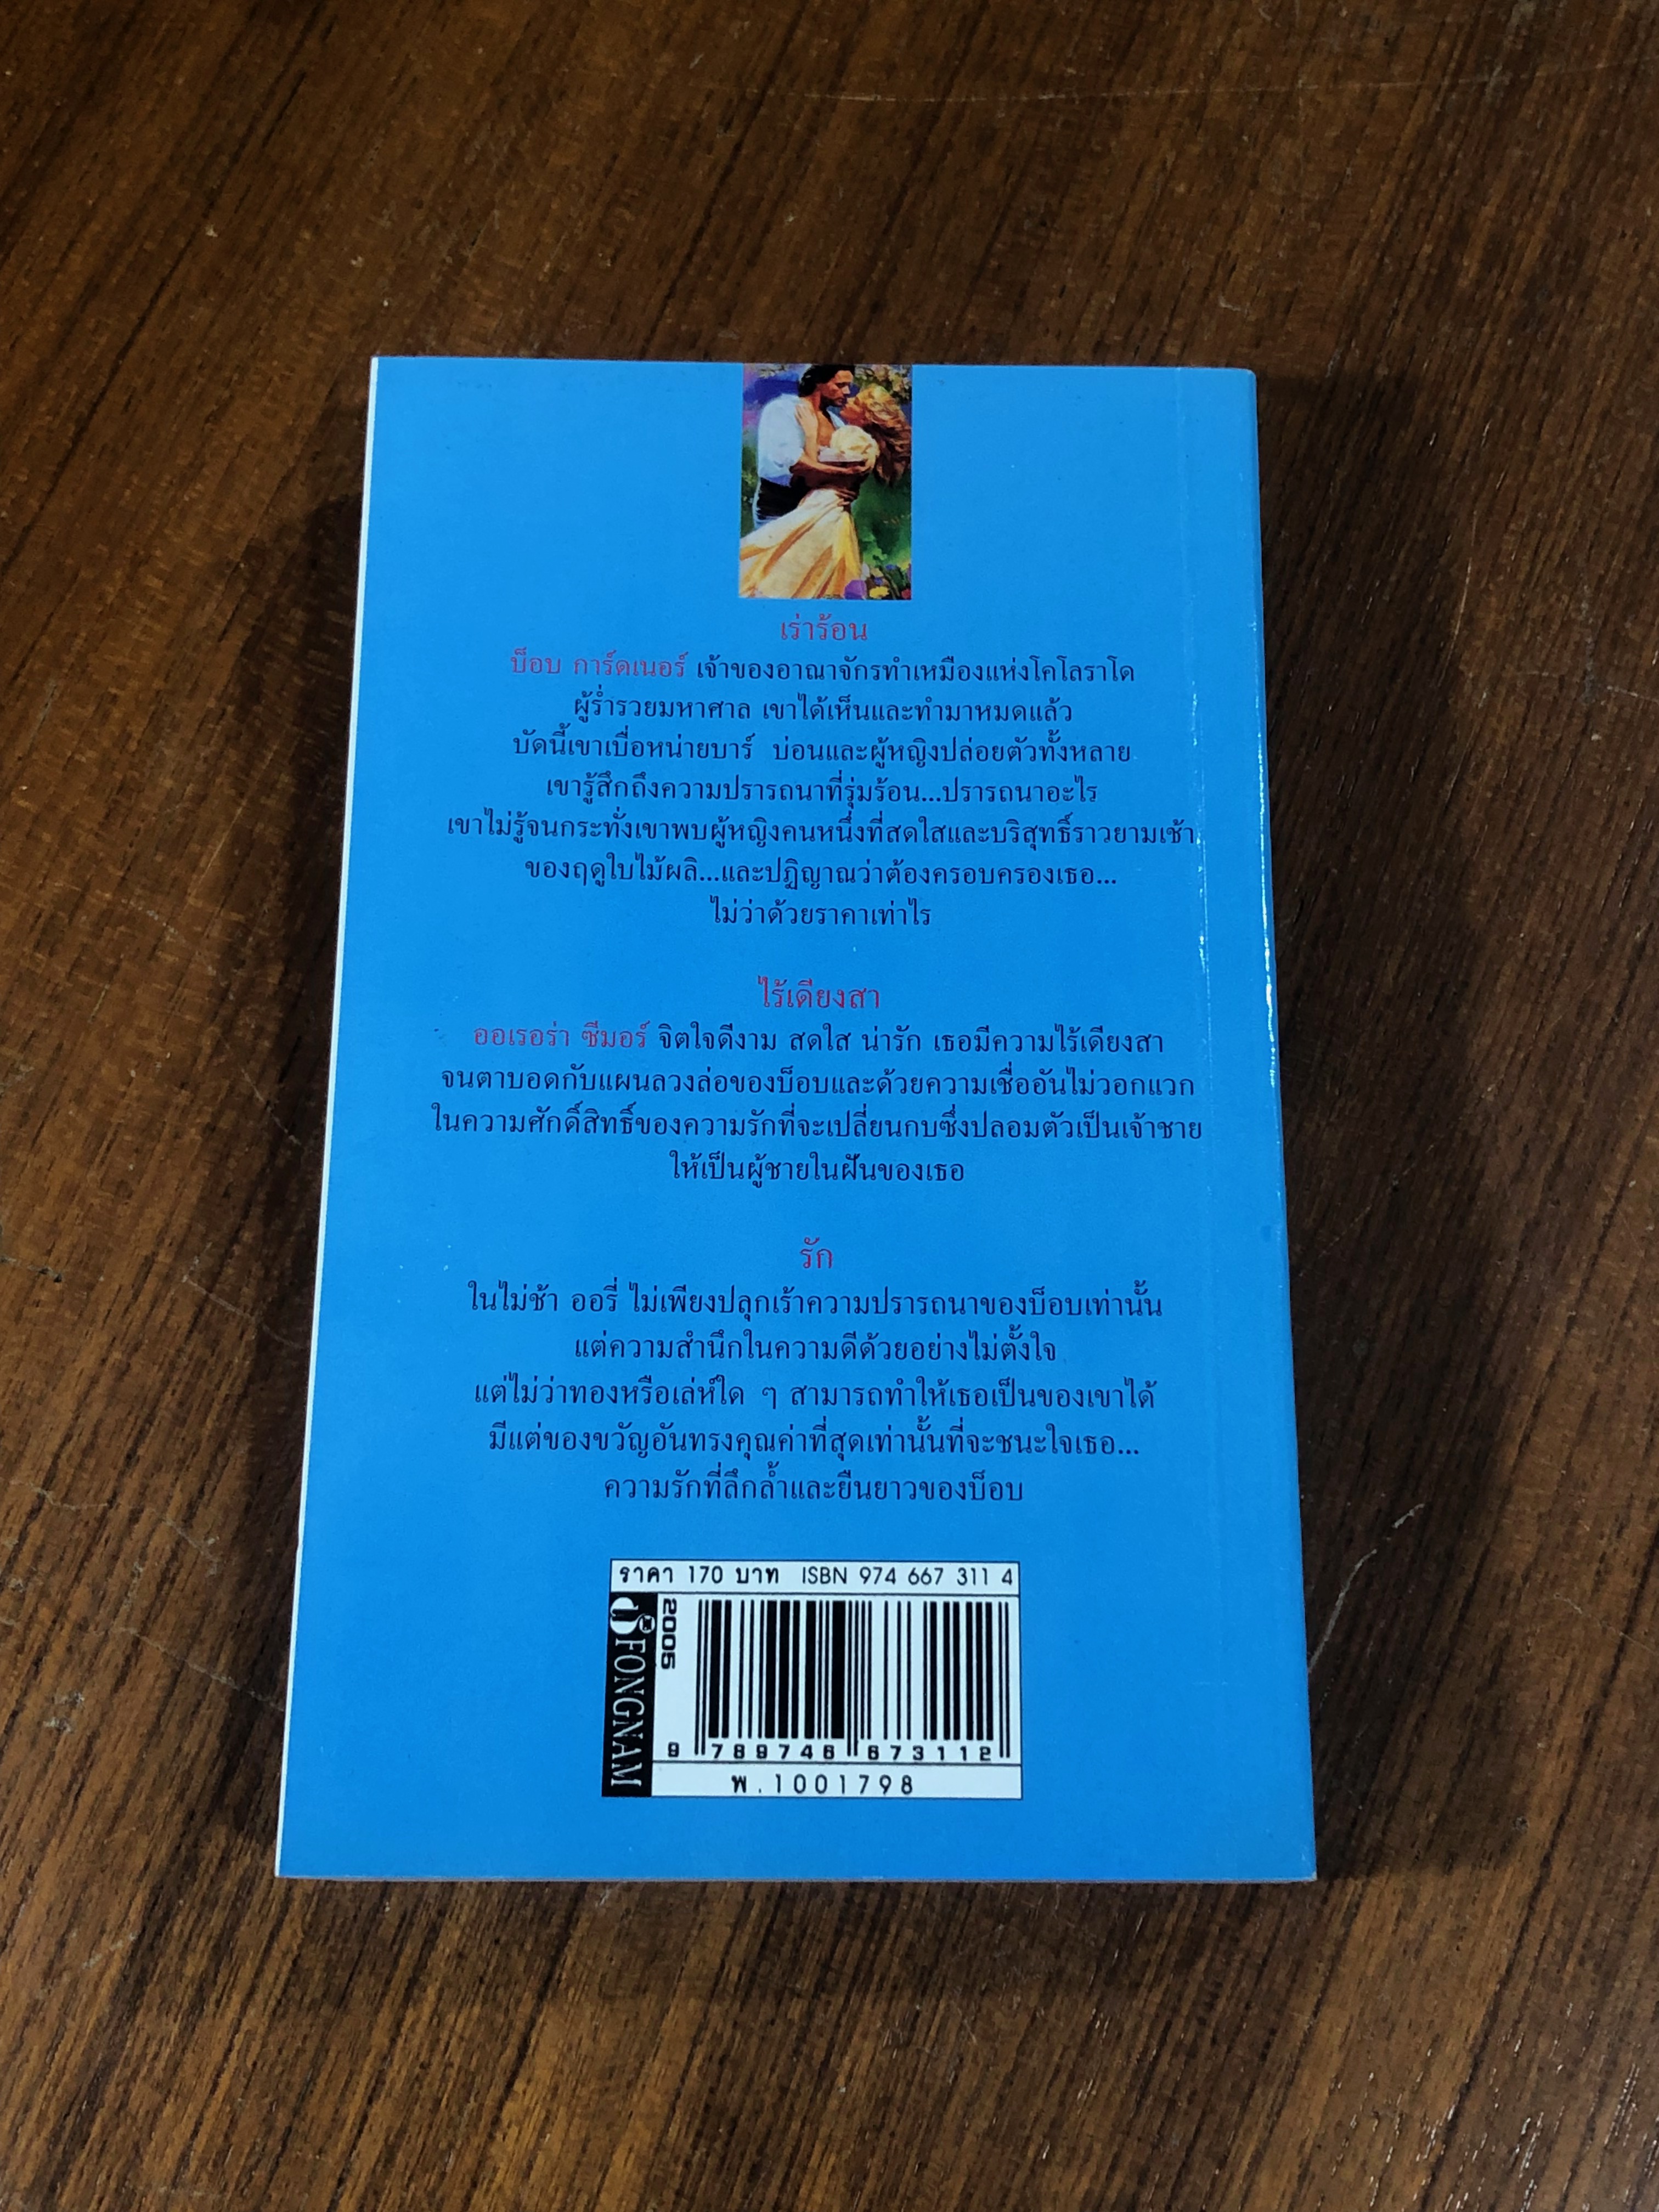 เร่าร้อน
บ็อบ การ์ดเนอร์ เจ้าของอาณาจักรทำเหมืองแห่งโคโลราโด
ผู้ร่ำรวยมหาศาล เขาได้เห็นและทำมาหมดแล้ว
บัดนี้เขาเบื่อหน่ายบาร์ บ่อนและผู้หญิงปล่อยตัวทั้งหลาย
เขารู้สึกถึงความปรารถนาที่รุ่มร้อน...ปรารถนาอะไร
เขาไม่รู้จนกระทั่งเขาพบผู้หญิงคนหนึ่งที่สดใสและบริสุทธิ์ราวยามเช้า
ของฤดูใบไม้ผลิ...และปฏิญาณว่าต้องครอบครองเธอ...
ไม่ว่าด้วยราคาเท่าไร
ไร้เดียงสา
ออเรอร่า ซีมอร์ จิตใจดีงาม สดใส น่ารัก เธอมีความไร้เดียงสา
จนตาบอดกับแผนลวงล่อของบ็อบและด้วยความเชื่ออันไม่วอกแวก
ในความศักดิ์สิทธิ์ของความรักที่จะเปลี่ยนกบซึ่งปลอมตัวเป็นเจ้าชาย
ให้เป็นผู้ชายในฝันของเธอ
รัก
ในไม่ช้า ออรี่ ไม่เพียงปลุกเร้าความปรารถนาของบ็อบเท่านั้น
แต่ความสำนึกในความดีด้วยอย่างไม่ตั้งใจ
แต่ไม่ว่าทองหรือเล่ห์ใด ๆ สามารถทำให้เธอเป็นของเขาได้
มีแต่ของขวัญอันทรงคุณค่าที่สุดเท่านั้นที่จะชนะใจเธอ...
ความรักที่ลึกล้ำและยืนยาวของบ็อบ
ราคา 170 บาท ISBN 974 667 311 4
FONGNAM
2005
9 789746 673112
พ.1001798